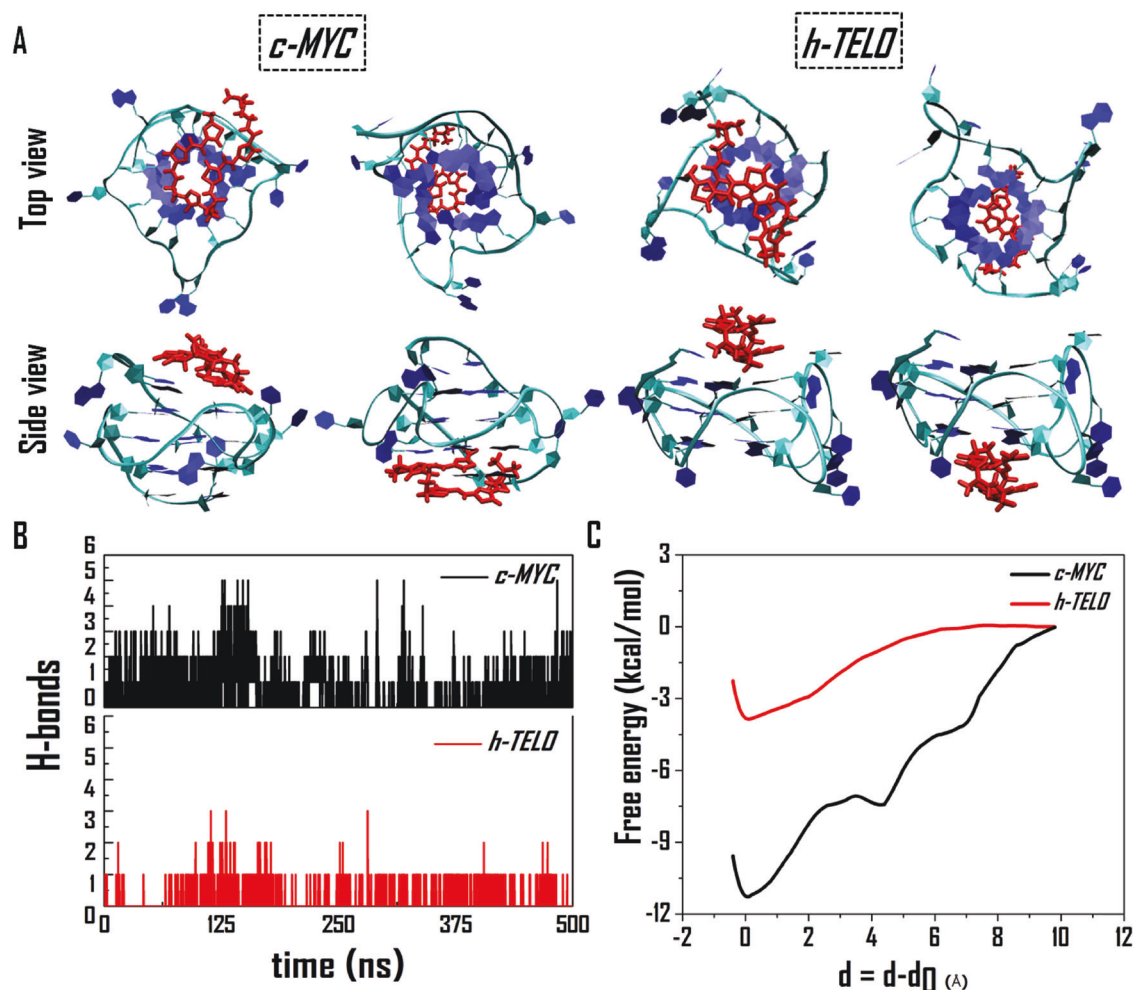 A
c-MYC
h-TELO
Top view
Side view
B
6
5
4
3
2
1
0
c-MYC
6
5
4
3
2
1
0
h-TELO
H-bonds
0
125
250
375
500
time (ns)
C
3
0
-3
-6
-9
-12
c-MYC
h-TELO
Free energy (kcal/mol)
-2
0
2
4
6
8
10
12
d = d-d0 (Å)